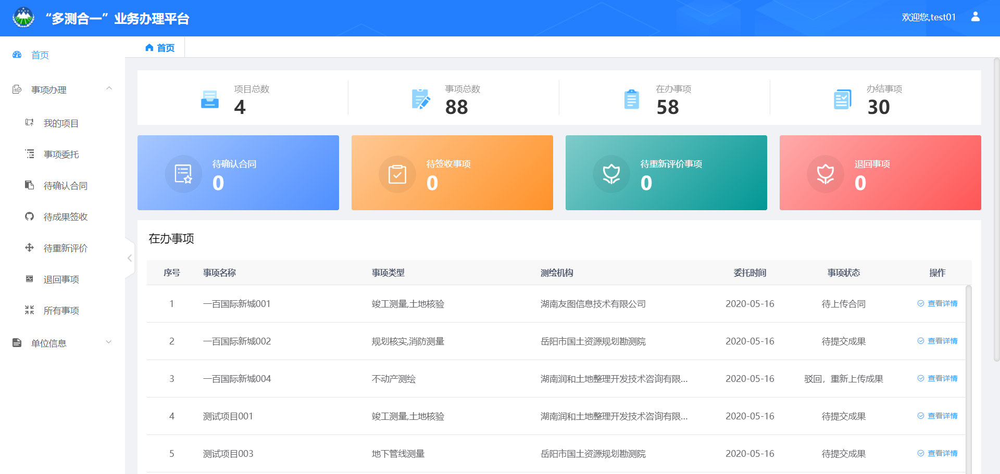 “多测合一”业务办理平台
欢迎您,test01
首页
首页
事项办理
我的项目
事项委托
待确认合同
待成果签收
待重新评价
退回事项
所有事项
单位信息
项目总数
4
事项总数
88
在办事项
58
办结事项
30
待确认合同
0
待签收事项
0
待重新评价事项
0
退回事项
0
在办事项
序号 事项名称 事项类型 测绘机构 委托时间 事项状态 操作
1 一百国际新城001 竣工测量,土地核验 湖南友图信息技术有限公司 2020-05-16 待上传合同 查看详情
2 一百国际新城002 规划核实,消防测量 岳阳市国土资源规划勘测院 2020-05-16 待提交成果 查看详情
3 一百国际新城004 不动产测绘 湖南润和土地整理开发技术咨询有限... 2020-05-16 驳回，重新上传成果 查看详情
4 测试项目001 竣工测量,土地核验 湖南润和土地整理开发技术咨询有限... 2020-05-16 待提交成果 查看详情
5 测试项目003 地下管线测量 岳阳市国土资源规划勘测院 2020-05-16 待提交成果 查看详情